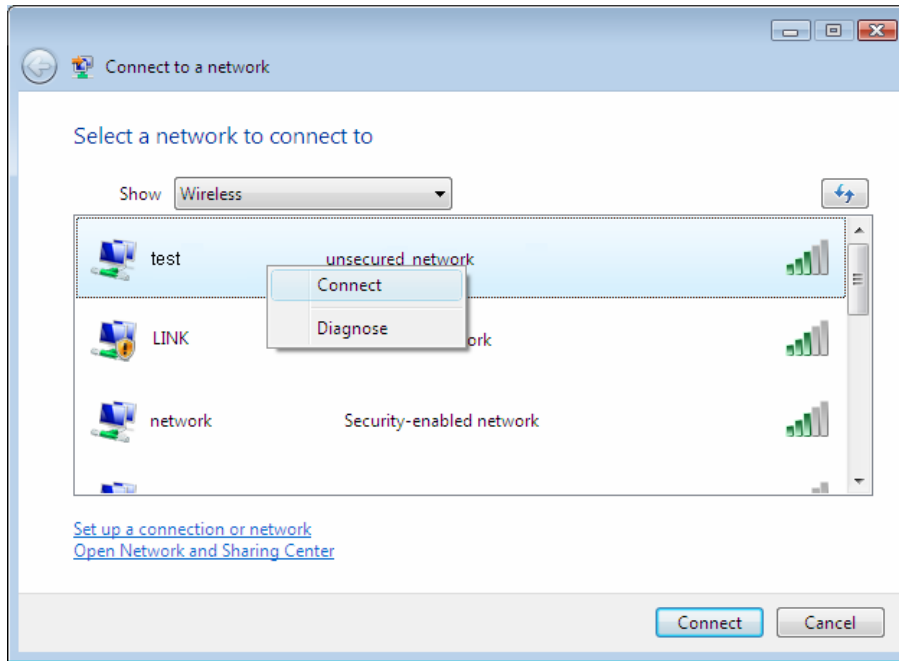 Connect to a network
Select a network to connect to
Show Wireless
test unsecured network
Connect
Diagnose
LINK ork
network Security-enabled network
Set up a connection or network
Open Network and Sharing Center
Connect Cancel